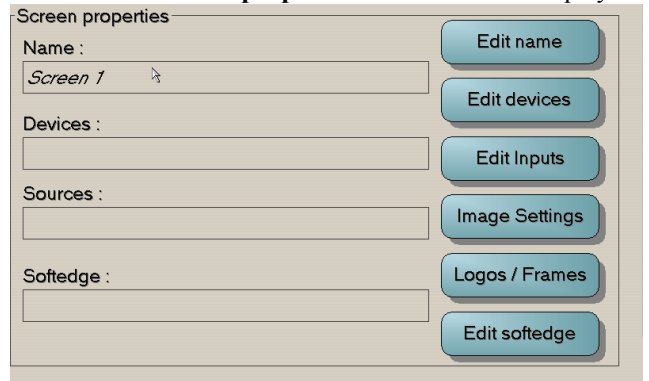 Screen properties
Name :
Screen 1
Devices :
Sources :
Softedge :
Edit name
Edit devices
Edit Inputs
Image Settings
Logos / Frames
Edit softedge